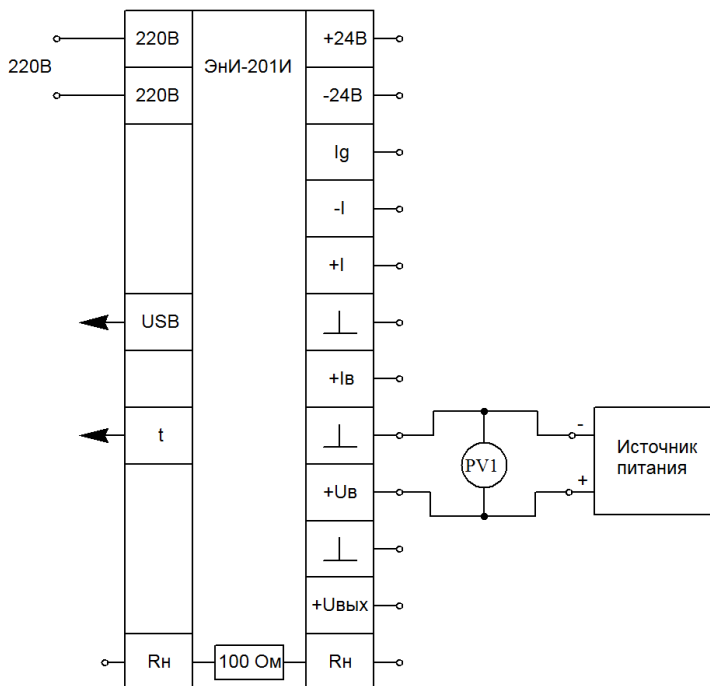 220В
220В
ЭнИ-201И
+24В
220В
-24В
Ig
-I
+I
USB
+Iв
t
-
PV1
Источник
питания
+Uв
+
+Uвых
Rн
100 Ом
Rн